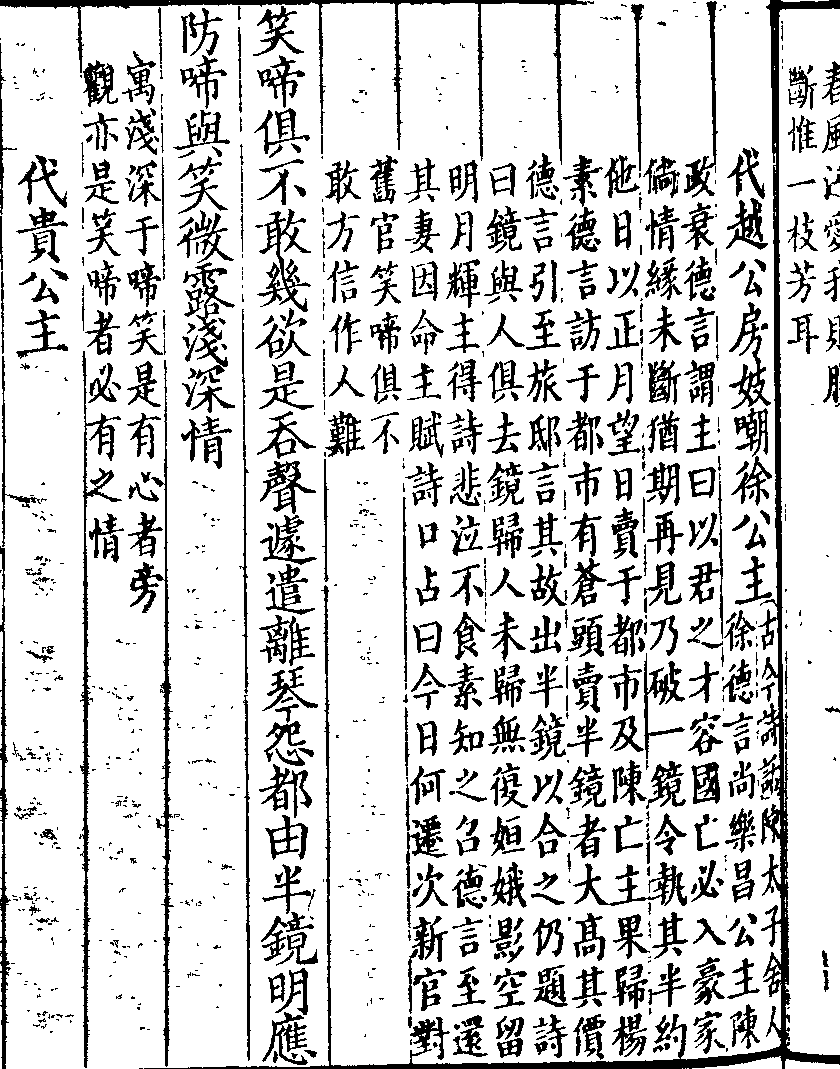 春風
斷惟一枝芳耳
代越公房妓嘲徐公主
古今詩話陳太子舍人
徐德言尚樂昌公主陳
政衰德言謂主曰以君之才容國亡必入豪家
倘情緣未斷猶期再見乃破一鏡令執其半約
他日以正月望日賣于都市及陳亡主果歸楊
素德言訪于都市有蒼頭賣半鏡者大高其價
德言引至旅邸言其故出半鏡以合之仍題詩
曰鏡與人俱去鏡歸人未歸無復姮娥影空留
明月輝主得詩悲泣不食素知之召德言至還
其妻因命主賦詩口占曰今日何遷次新官對
舊官笑啼俱不
敢方信作人難
笑啼俱不敢幾欲是吞聲遽遣離琴怨都由半鏡明應
防啼與笑微露淺深情
寓淺深于啼笑是有心者旁
觀亦是笑啼者必有之情
代貴公主